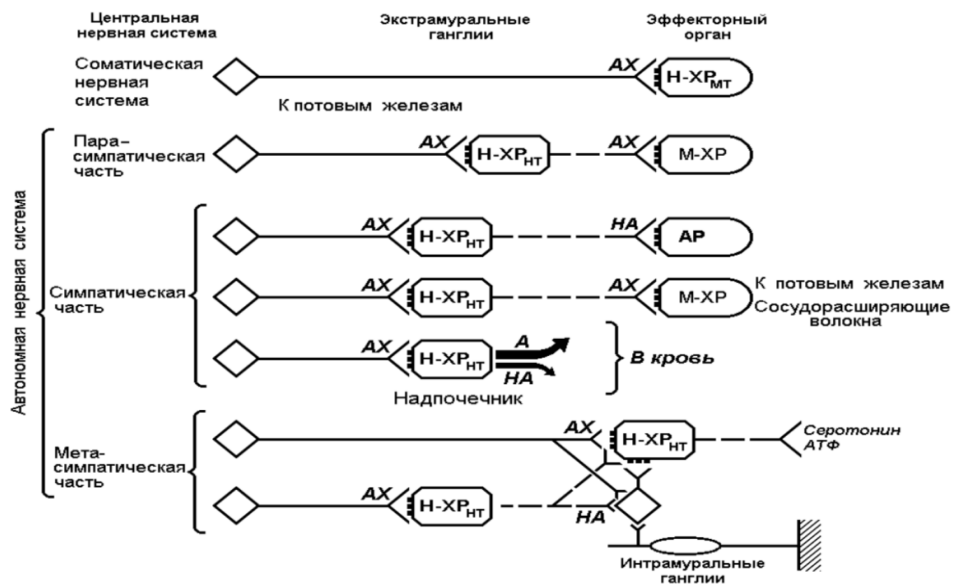 Центральная
нервная система
Экстрамуральные
ганглии
Эффекторный
орган
Соматическая
нервная
система
АХ
Н-ХРМТ
К потовым железам
Автономная нервная система
Пара-
симпатическая
часть
АХ
Н-ХРНТ
АХ
М-ХР
Симпатическая
часть
АХ
Н-ХРНТ
НА
АР
АХ
Н-ХРНТ
АХ
М-ХР
К потовым железам
Сосудорасширяющие
волокна
АХ
Н-ХРНТ
А
НА
В кровь
Надпочечник
Мета-
симпатическая
часть
АХ
Н-ХРНТ
Серотонин
АТФ
АХ
Н-ХРНТ
НА
Интрамуральные
ганглии